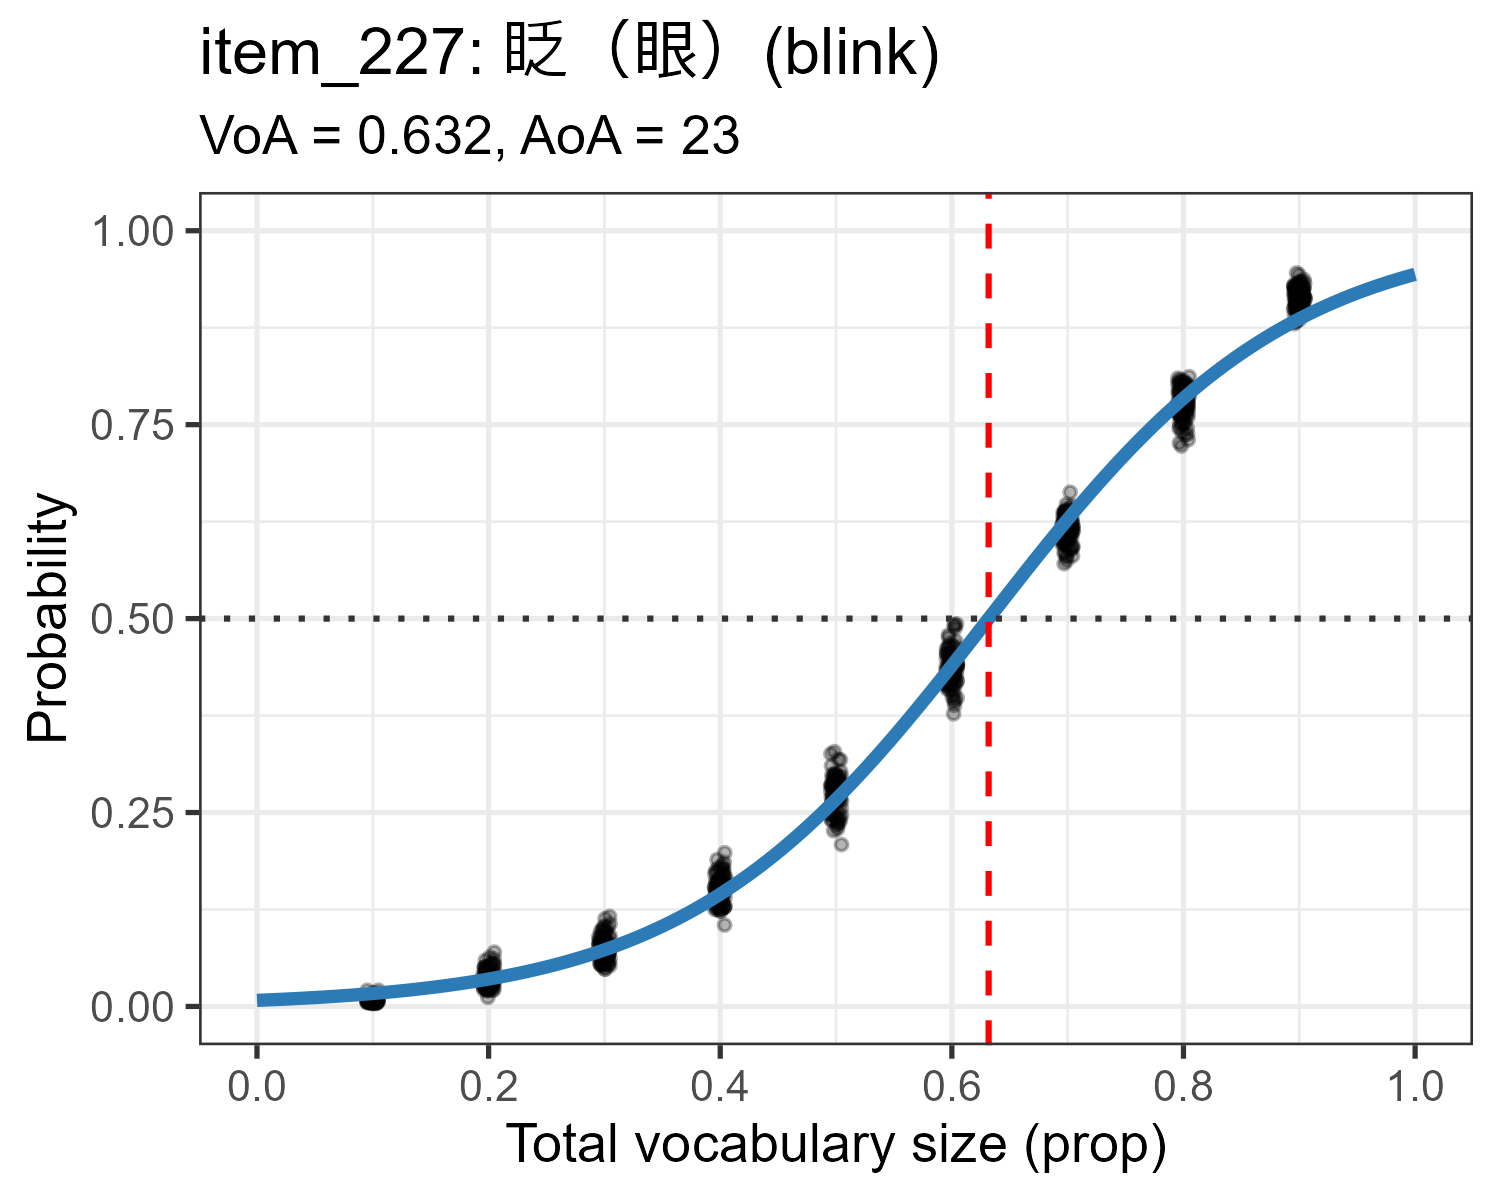 item_227: 眨（眼）(blink)
VoA = 0.632, AoA = 23
Probability
1.00
0.75
0.50
0.25
0.00
0.0 0.2 0.4 0.6 0.8 1.0
Total vocabulary size (prop)